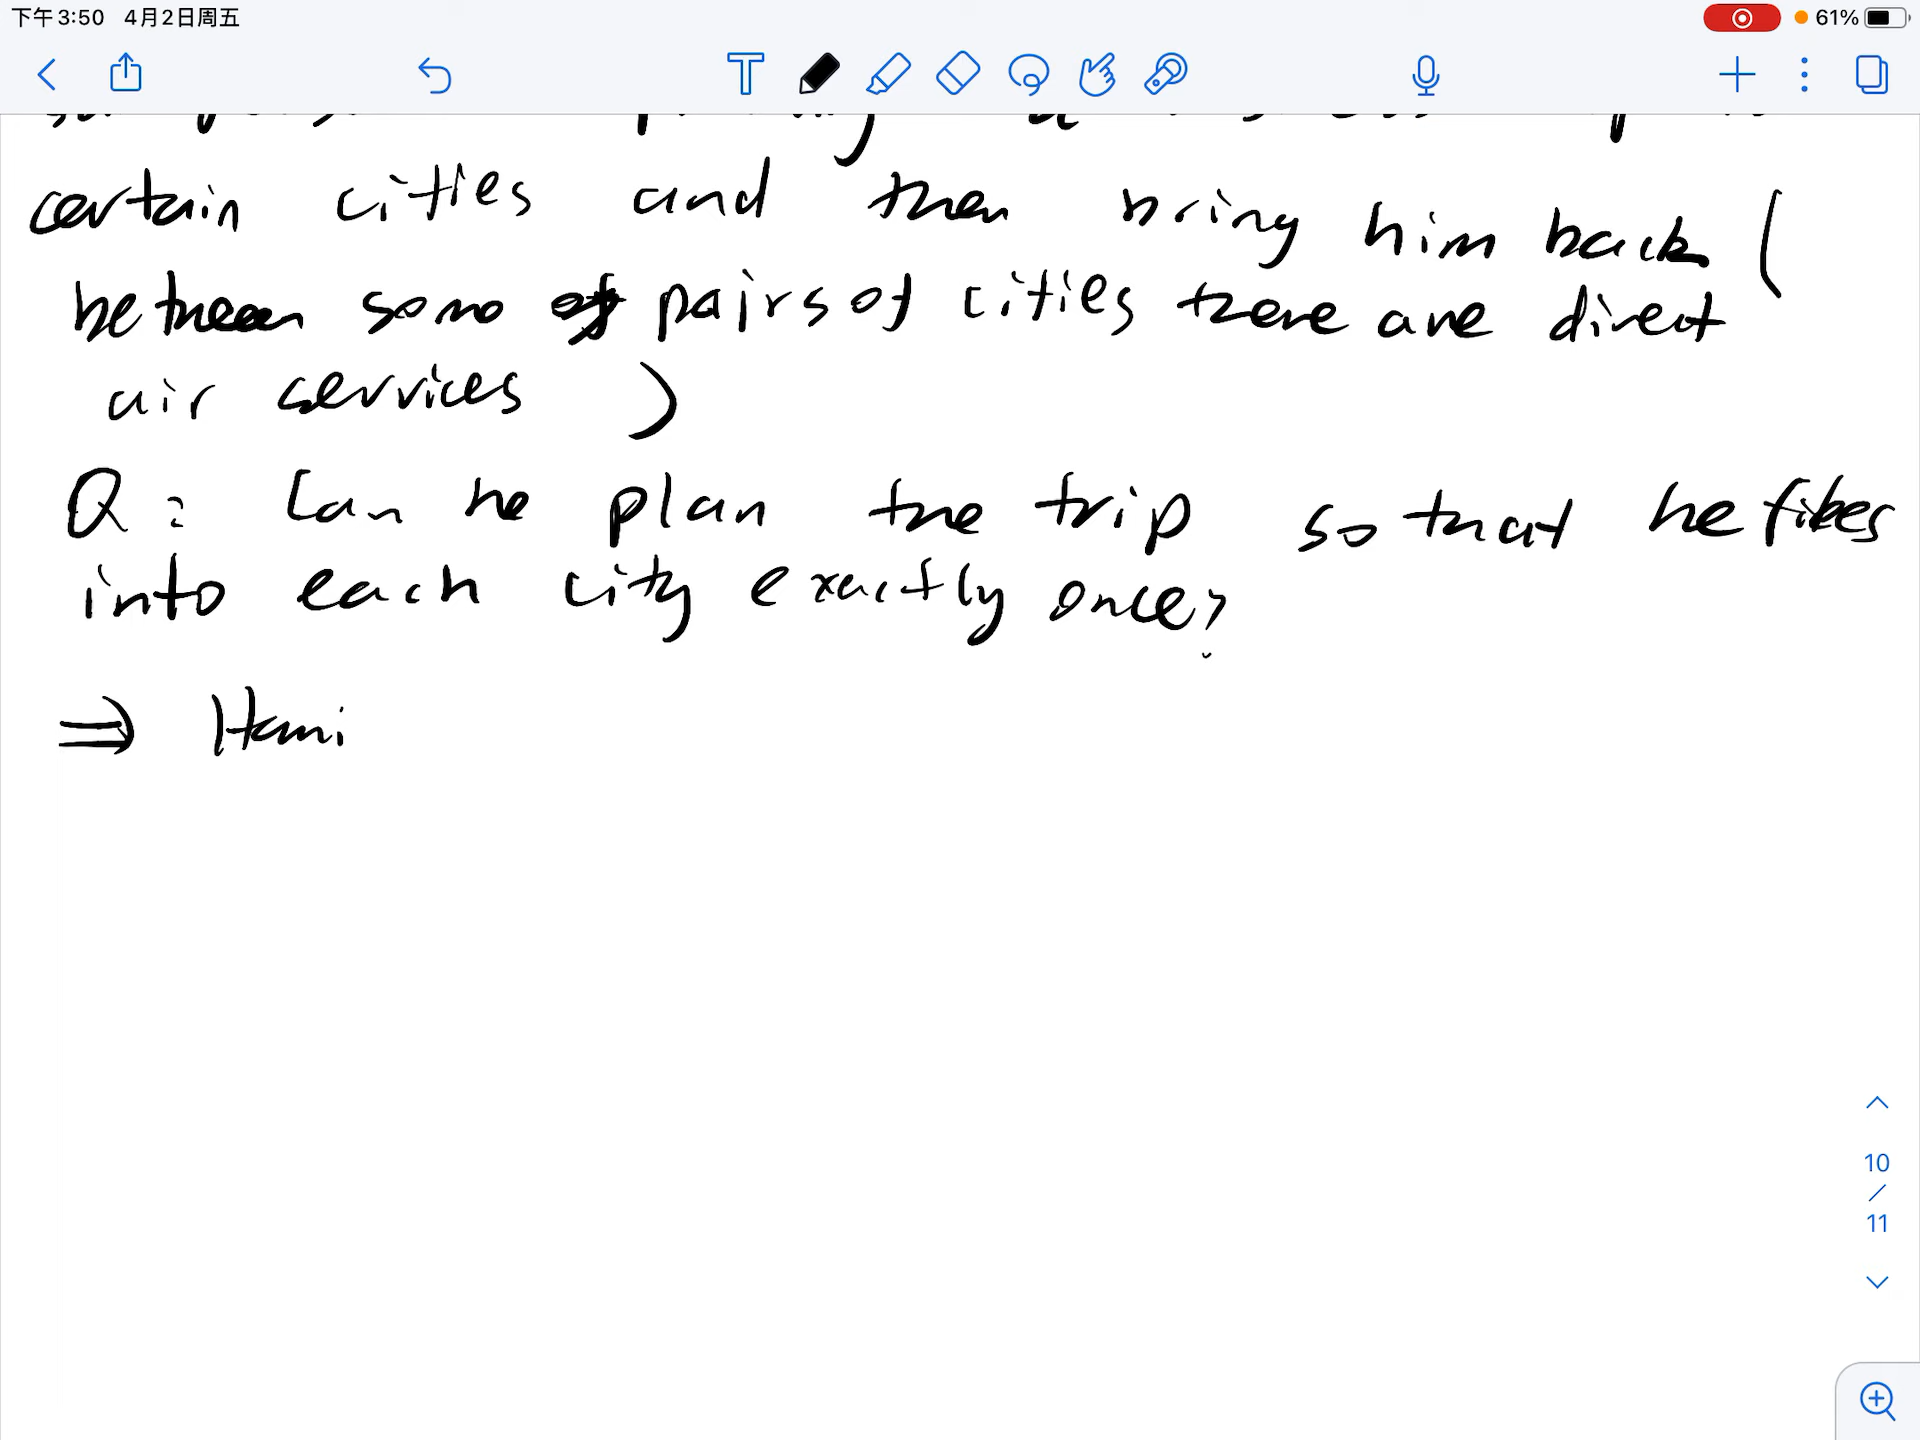 下午3:50 4月2日周五
61%
certain cities and then bring him back (
between some pairs of cities there are direct
air services )
Q: Can he plan the trip so that he flies
into each city exactly once?
⇒ Hami
10
/
11